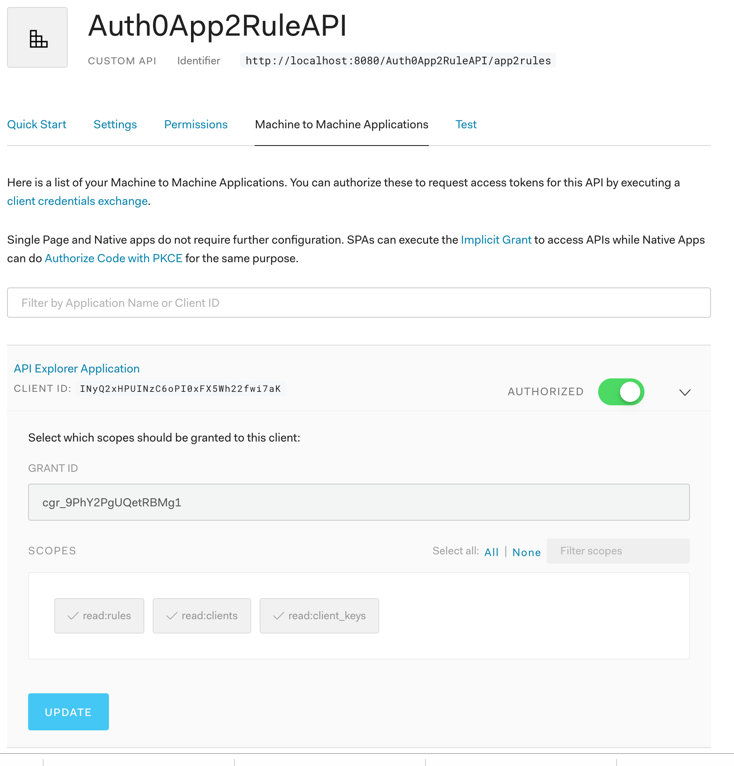 Auth0App2RuleAPI
CUSTOM API Identifier http://localhost:8080/Auth0App2RuleAPI/app2rules
Quick Start Settings Permissions Machine to Machine Applications Test
Here is a list of your Machine to Machine Applications. You can authorize these to request access tokens for this API by executing a
client credentials exchange.
Single Page and Native apps do not require further configuration. SPAs can execute the Implicit Grant to access APIs while Native Apps
can do Authorize Code with PKCE for the same purpose.
Filter by Application Name or Client ID
API Explorer Application
CLIENT ID: INyQ2xHPUINzC6oPI0xFX5Wh22fwi7aK
AUTHORIZED
Select which scopes should be granted to this client:
GRANT ID
cgr_9PhY2PgUQetRBMg1
SCOPES Select all: All | None Filter scopes
read:rules read:clients read:client_keys
UPDATE